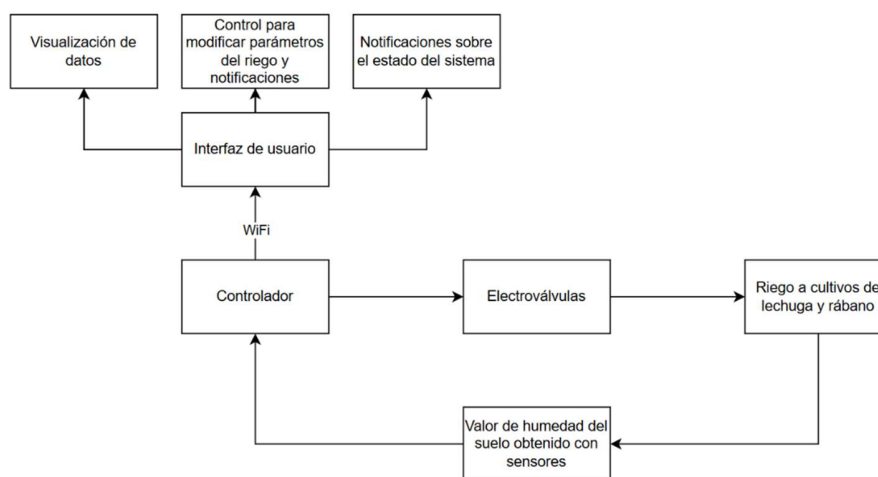 Visualización de
datos
Control para
modificar parámetros
del riego y
notificaciones
Notificaciones sobre
el estado del sistema
Interfaz de usuario
WiFi
Controlador
Electroválvulas
Riego a cultivos de
lechuga y rábano
Valor de humedad del
suelo obtenido con
sensores